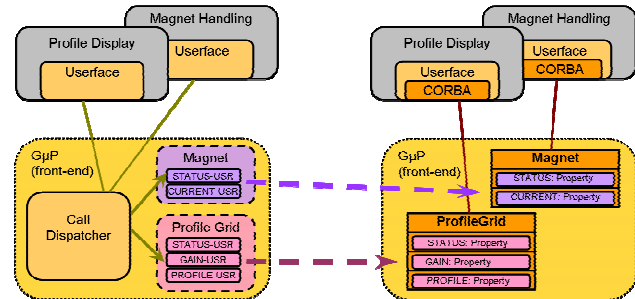 Magnet Handling
Profile Display
Userface
Userface
GµP
(front-end)
Call
Dispatcher
Magnet
STATUS-USR
CURRENT USR
Profile Grid
STATUS-USR
GAIN-USR
PROFILE USR
Magnet Handling
Profile Display
Userface
CORBA
Userface
CORBA
GµP
(front-end)
Magnet
STATUS: Property
CURRENT: Property
ProfileGrid
STATUS: Property
GAIN: Property
PROFILE: Property